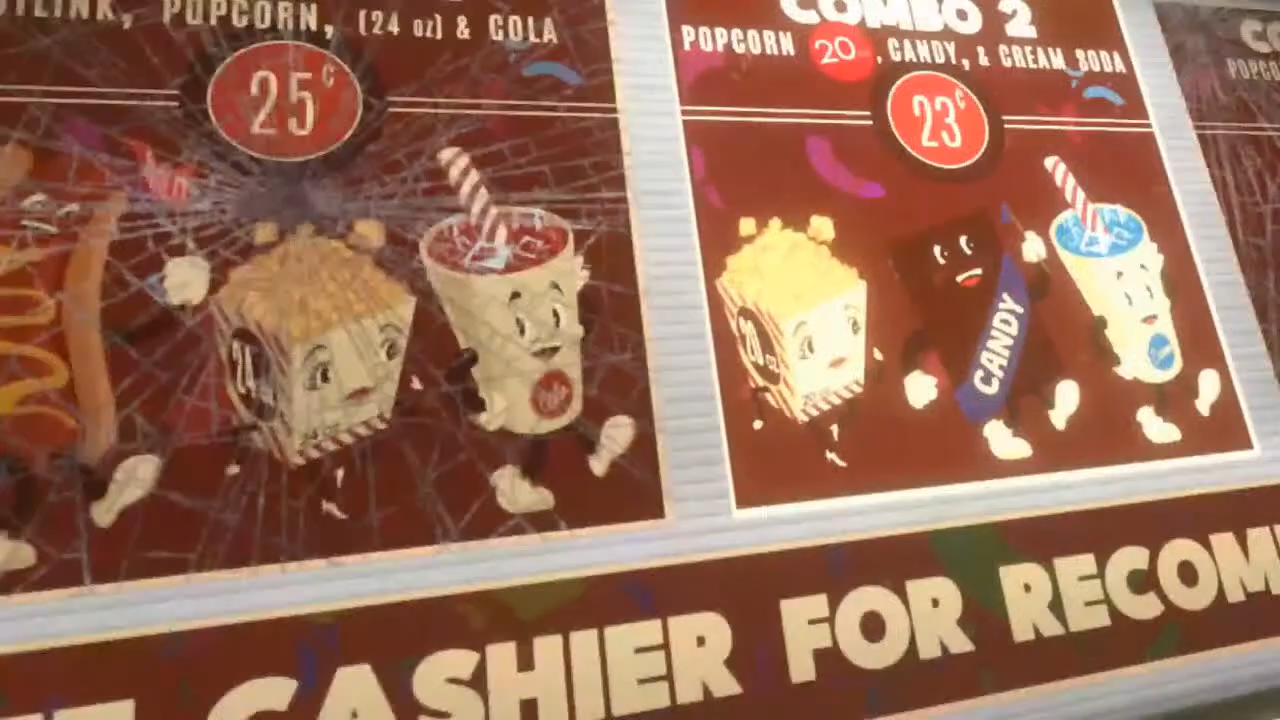 POPCORN, (24 oz) & COLA
25¢
24
COMBO 2
POPCORN 20, CANDY, & CREAM SODA
23¢
20 oz
CANDY
CASHIER FOR RECOM